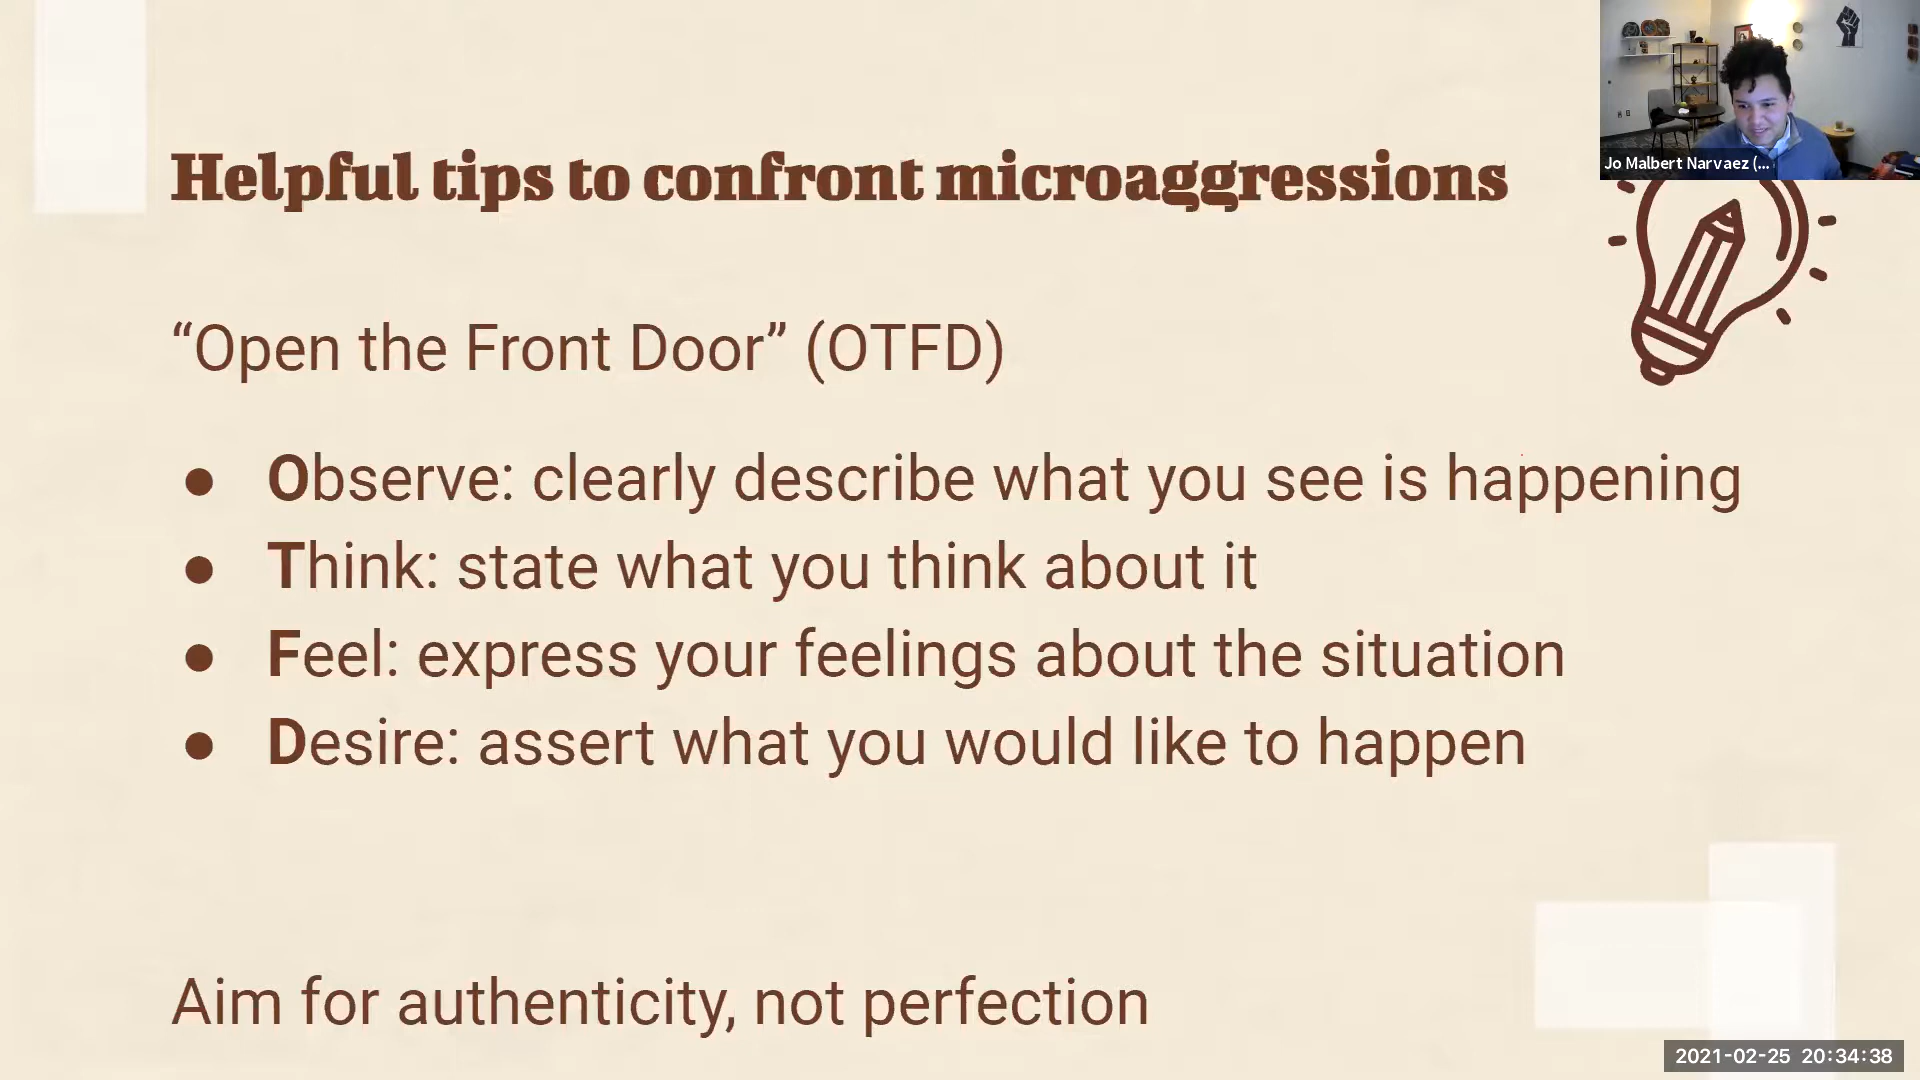 Jo Malbert Narvaez (...
Helpful tips to confront microaggressions
“Open the Front Door” (OTFD)
● Observe: clearly describe what you see is happening
● Think: state what you think about it
● Feel: express your feelings about the situation
● Desire: assert what you would like to happen
Aim for authenticity, not perfection
2021-02-25 20:34:38